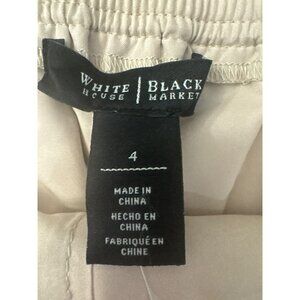 WHITE | BLACK
HOUSE | MARKET
4
MADE IN
CHINA
HECHO EN
CHINA
FABRIQUÉ EN
CHINE